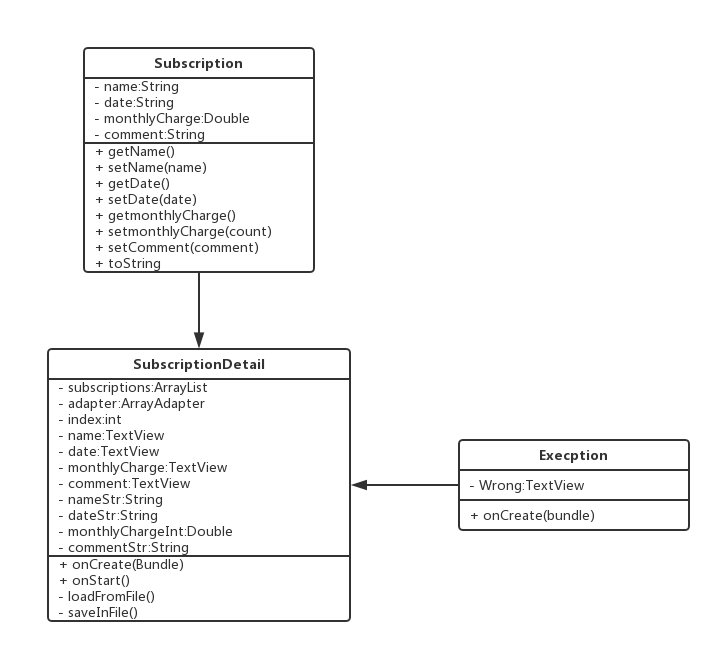 Subscription
- name:String
- date:String
- monthlyCharge:Double
- comment:String
+ getName()
+ setName(name)
+ getDate()
+ setDate(date)
+ getmonthlyCharge()
+ setmonthlyCharge(count)
+ setComment(comment)
+ toString
SubscriptionDetail
- subscriptions:ArrayList
- adapter:ArrayAdapter
- index:int
- name:TextView
- date:TextView
- monthlyCharge:TextView
- comment:TextView
- nameStr:String
- dateStr:String
- monthlyChargeInt:Double
- commentStr:String
+ onCreate(Bundle)
+ onStart()
- loadFromFile()
- saveInFile()
Execption
- Wrong:TextView
+ onCreate(bundle)